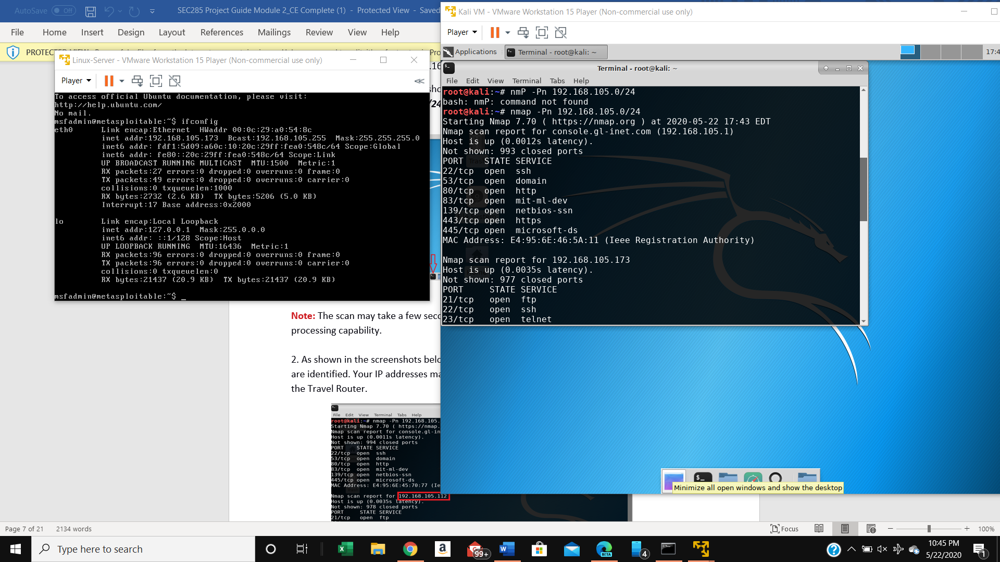 AutoSave Off SEC285 Project Guide Module 2_CE Complete (1) - Protected View - Saved
File Home Insert Design Layout References Mailings Review View Help
Linux-Server - VMware Workstation 15 Player (Non-commercial use only)
Player
To access official Ubuntu documentation, please visit:
http://help.ubuntu.com/
No mail.
msfadmin@metasploitable:~$ ifconfig
eth0 Link encap:Ethernet HWaddr 00:0c:29:a0:54:8c
inet addr:192.168.105.173 Bcast:192.168.105.255 Mask:255.255.255.0
inet6 addr: fdf1:5d09:a60c:10:20c:29ff:fea0:548c/64 Scope:Global
inet6 addr: fe80::20c:29ff:fea0:548c/64 Scope:Link
UP BROADCAST RUNNING MULTICAST MTU:1500 Metric:1
RX packets:27 errors:0 dropped:0 overruns:0 frame:0
TX packets:49 errors:0 dropped:0 overruns:0 carrier:0
collisions:0 txqueuelen:1000
RX bytes:2732 (2.6 KB) TX bytes:5206 (5.0 KB)
Interrupt:17 Base address:0x2000
lo Link encap:Local Loopback
inet addr:127.0.0.1 Mask:255.0.0.0
inet6 addr: ::1/128 Scope:Host
UP LOOPBACK RUNNING MTU:16436 Metric:1
RX packets:96 errors:0 dropped:0 overruns:0 frame:0
TX packets:96 errors:0 dropped:0 overruns:0 carrier:0
collisions:0 txqueuelen:0
RX bytes:21437 (20.9 KB) TX bytes:21437 (20.9 KB)
msfadmin@metasploitable:~$ _
Note: The scan may take a few sec
processing capability.
2. As shown in the screenshots belo
are identified. Your IP addresses ma
the Travel Router.
File Edit View Terminal Tabs Help
root@kali:~# nmap -Pn 192.168.105.
Starting Nmap 7.70 ( https://nmap.
Nmap scan report for console.gl-in
Host is up (0.0011s latency).
Not shown: 994 closed ports
PORT STATE SERVICE
22/tcp open ssh
53/tcp open domain
80/tcp open http
83/tcp open mit-ml-dev
139/tcp open netbios-ssn
445/tcp open microsoft-ds
MAC Address: E4:95:6E:45:70:77 (Ie
Nmap scan report for 192.168.105.112
Host is up (0.0035s latency).
Not shown: 978 closed ports
PORT STATE SERVICE
21/tcp open ftp
Kali VM - VMware Workstation 15 Player (Non-commercial use only)
Player
Applications Terminal - root@kali: ~ 17:4
Terminal - root@kali: ~
File Edit View Terminal Tabs Help
root@kali:~# nmP -Pn 192.168.105.0/24
bash: nmP: command not found
root@kali:~# nmap -Pn 192.168.105.0/24
Starting Nmap 7.70 ( https://nmap.org ) at 2020-05-22 17:43 EDT
Nmap scan report for console.gl-inet.com (192.168.105.1)
Host is up (0.0012s latency).
Not shown: 993 closed ports
PORT STATE SERVICE
22/tcp open ssh
53/tcp open domain
80/tcp open http
83/tcp open mit-ml-dev
139/tcp open netbios-ssn
443/tcp open https
445/tcp open microsoft-ds
MAC Address: E4:95:6E:46:5A:11 (Ieee Registration Authority)
Nmap scan report for 192.168.105.173
Host is up (0.0035s latency).
Not shown: 977 closed ports
PORT STATE SERVICE
21/tcp open ftp
22/tcp open ssh
23/tcp open telnet
Minimize all open windows and show the desktop
Page 7 of 21 2134 words Focus 100%
Type here to search 99+ BETA 4 10:45 PM
5/22/2020 1